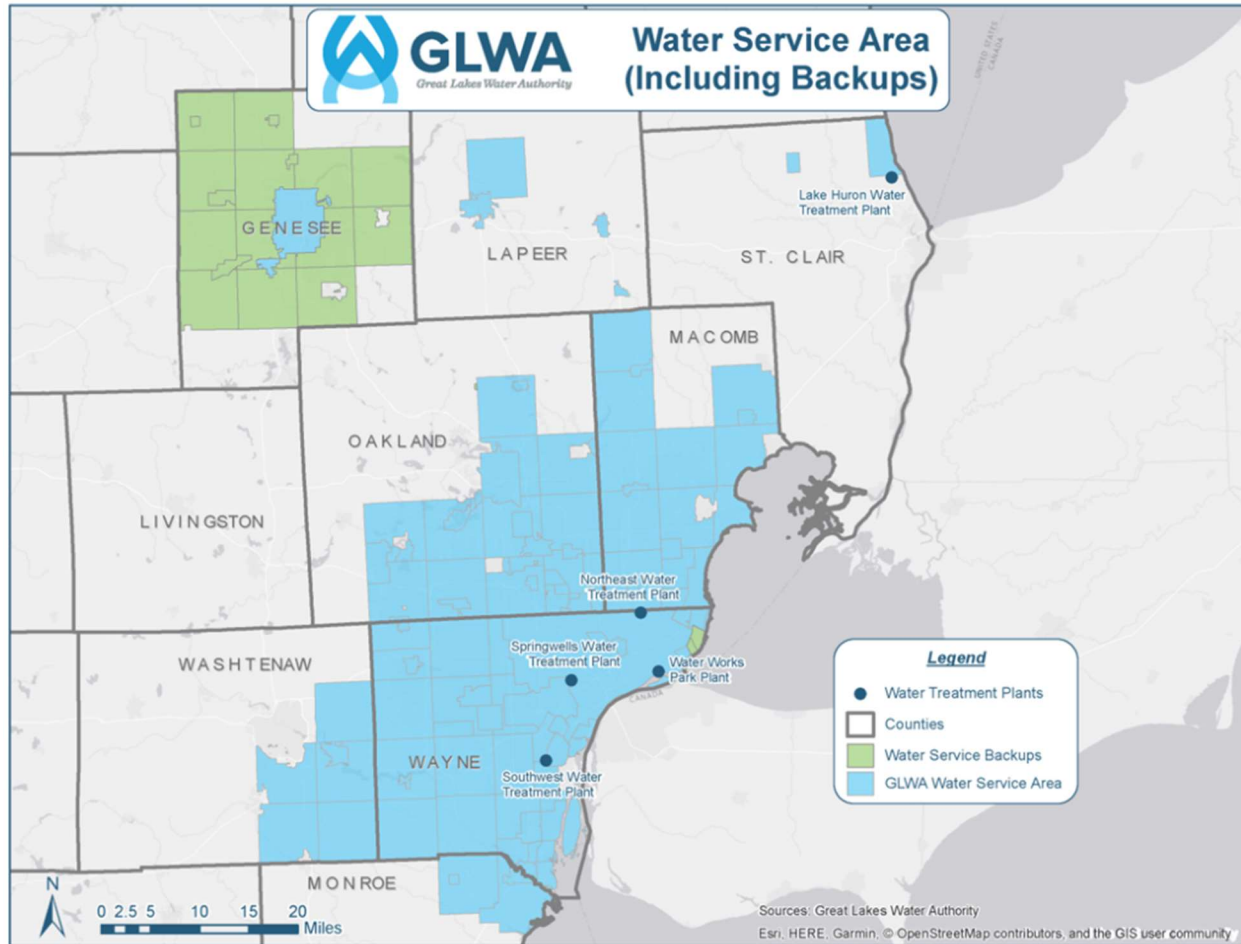 GLWA
Great Lakes Water Authority
Water Service Area
(Including Backups)
UNITED STATES
CANADA
Lake Huron Water
Treatment Plant
GENESEE
LAPEER
ST. CLAIR
MACOMB
OAKLAND
LIVINGSTON
Northeast Water
Treatment Plant
WASHTENAW
Springwells Water
Treatment Plant
Water Works
Park Plant
CANADA
WAYNE
Southwest Water
Treatment Plant
MONROE
Legend
Water Treatment Plants
Counties
Water Service Backups
GLWA Water Service Area
N
0 2.5 5 10 15 20
Miles
Sources: Great Lakes Water Authority
Esri, HERE, Garmin, © OpenStreetMap contributors, and the GIS user community